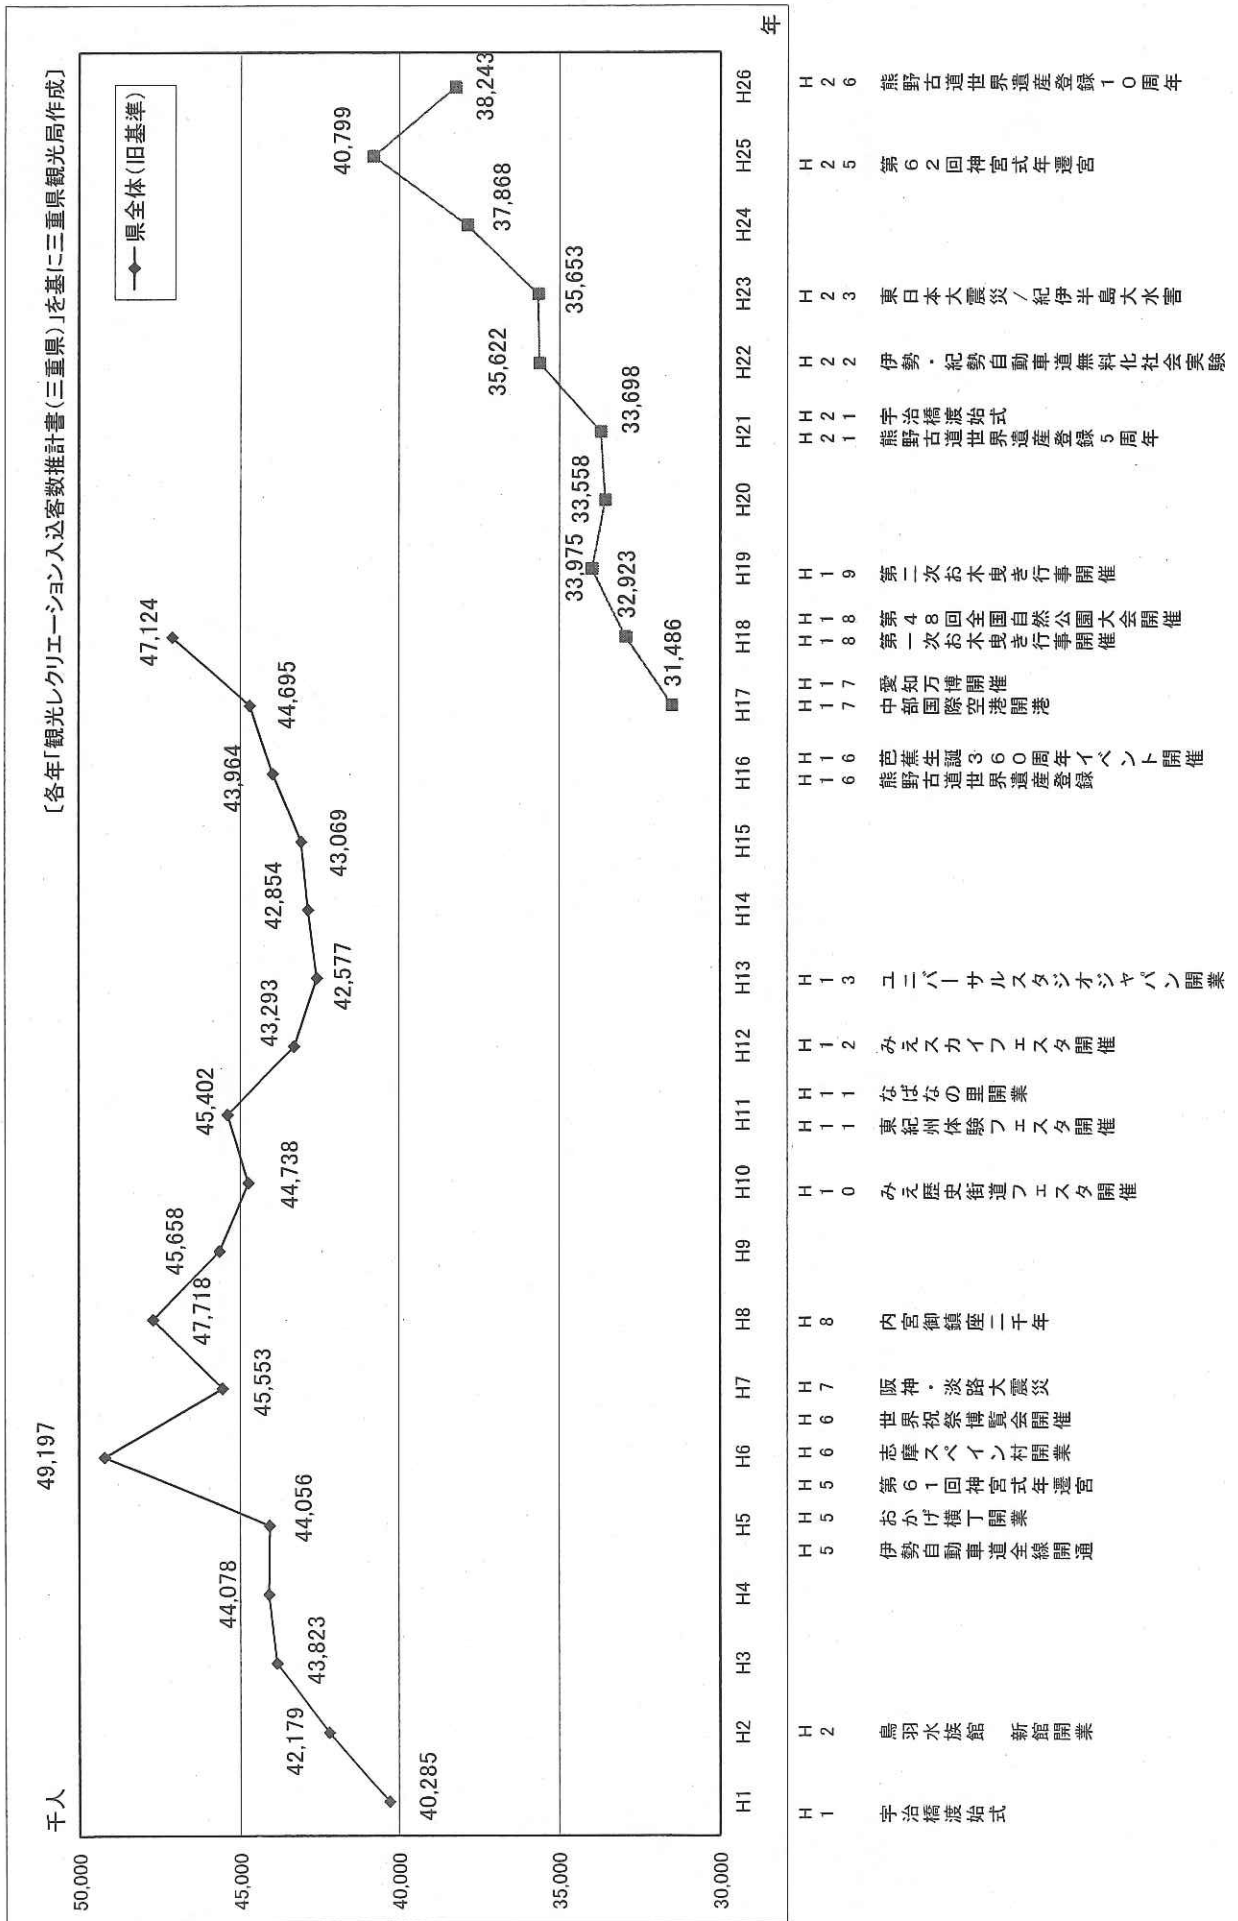 〔各年「観光レクリエーション入込客数推計書(三重県)」を基に三重県観光局作成〕
千人
県全体(旧基準)
50,000
45,000
40,000
35,000
30,000
40,285
42,179
43,823
44,078
44,056
49,197
45,553
47,718
45,658
44,738
45,402
43,293
42,577
42,854
43,069
43,964
44,695
47,124
31,486
32,923
33,975
33,558
33,698
35,622
35,653
37,868
40,799
38,243
H1
H2
H3
H4
H5
H6
H7
H8
H9
H10
H11
H12
H13
H14
H15
H16
H17
H18
H19
H20
H21
H22
H23
H24
H25
H26
年
H1 宇治橋渡始式
H2 鳥羽水族館 新館開業
H5 伊勢自動車道全線開通
H5 おかげ横丁開業
H5 第61回神宮式年遷宮
H6 志摩スペイン村開業
H6 世界祝祭博覧会開催
H7 阪神・淡路大震災
H8 内宮御鎮座二千年
H10 みえ歴史街道フェスタ開催
H11 東紀州体験フェスタ開催
H11 なばなの里開業
H12 みえスカイフェスタ開催
H13 ユニバーサルスタジオジャパン開業
H16 熊野古道世界遺産登録
H16 芭蕉生誕360周年イベント開催
H17 中部国際空港開港
H17 愛知万博開催
H18 第一次お木曳き行事開催
H18 第48回全国自然公園大会開催
H19 第二次お木曳き行事開催
H21 熊野古道世界遺産登録5周年
H21 宇治橋渡始式
H22 伊勢・紀勢自動車道無料化社会実験
H23 東日本大震災/紀伊半島大水害
H25 第62回神宮式年遷宮
H26 熊野古道世界遺産登録10周年